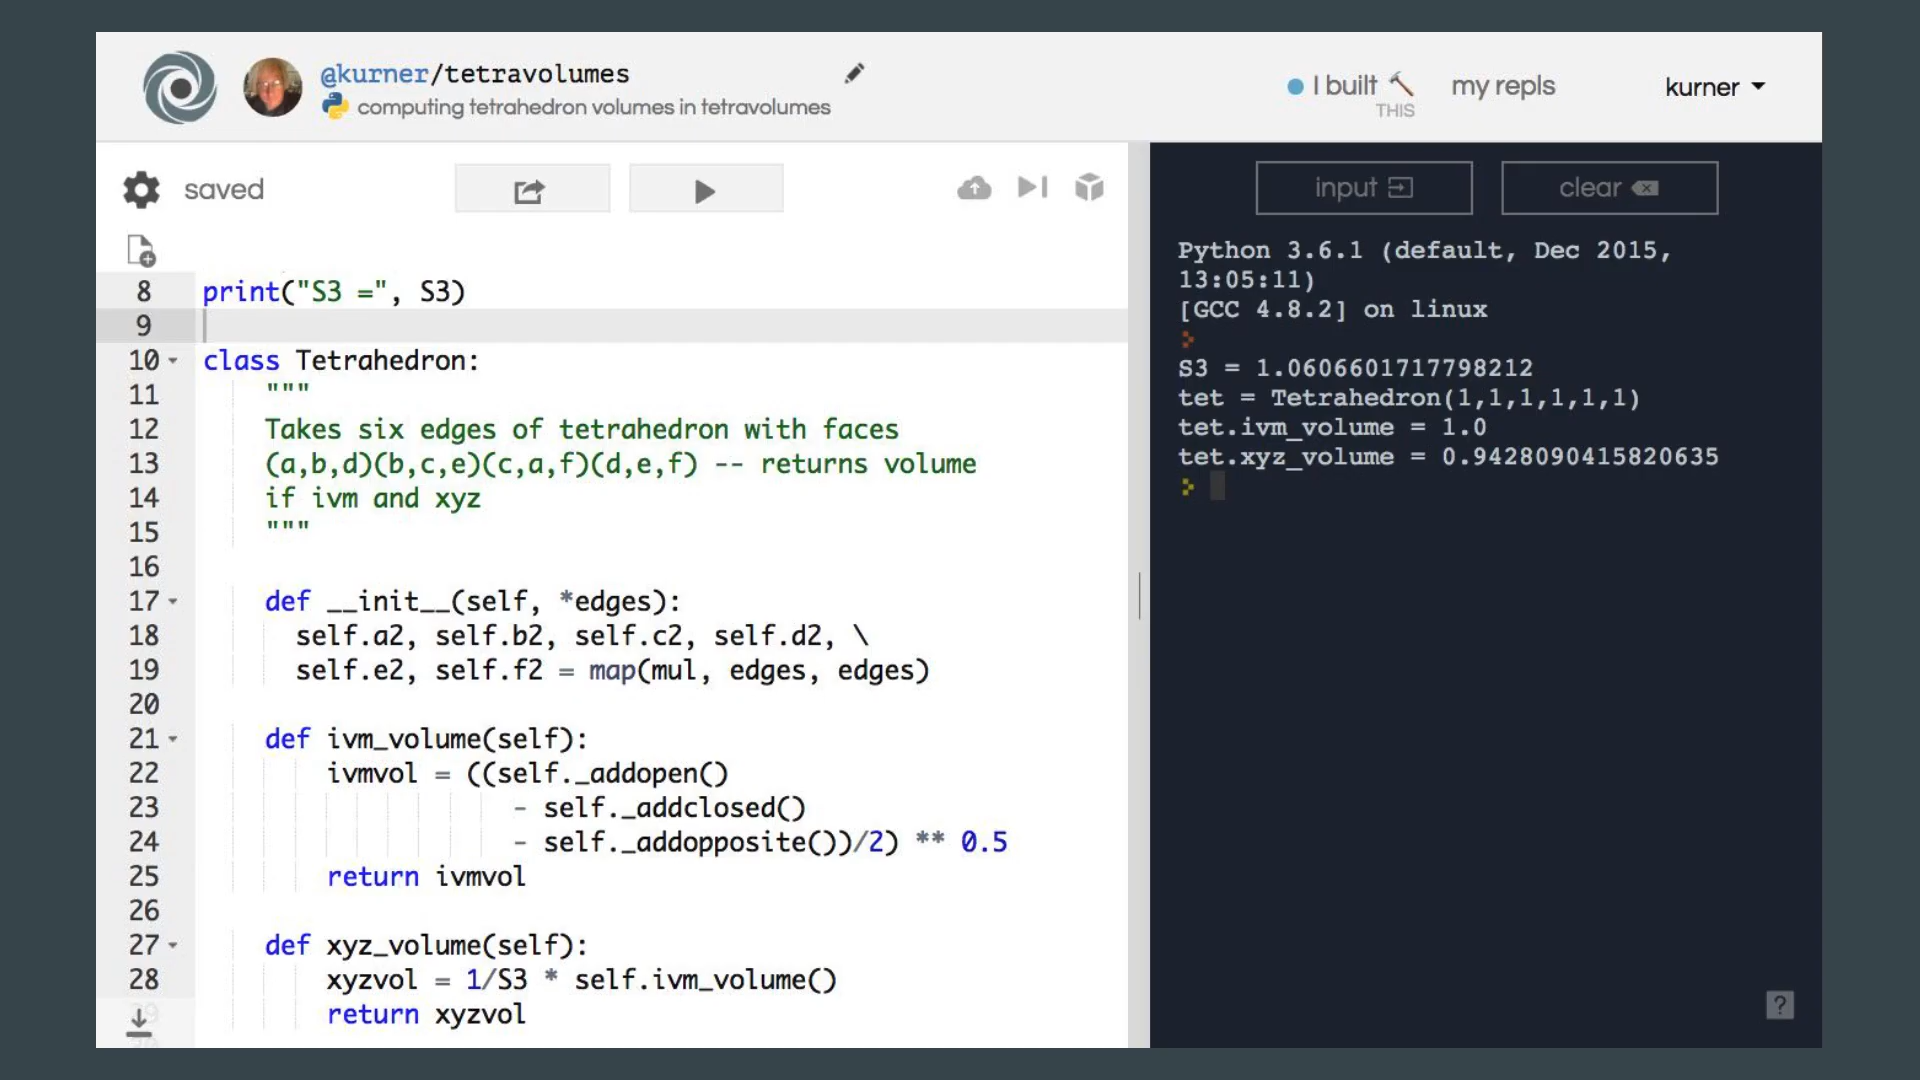 @kurner/tetravolumes
computing tetrahedron volumes in tetravolumes
I built
THIS
my repls
kurner
saved
8 print("S3 =", S3)
9
10 class Tetrahedron:
11 """
12 Takes six edges of tetrahedron with faces
13 (a,b,d)(b,c,e)(c,a,f)(d,e,f) -- returns volume
14 if ivm and xyz
15 """
16
17 def __init__(self, *edges):
18 self.a2, self.b2, self.c2, self.d2, \
19 self.e2, self.f2 = map(mul, edges, edges)
20
21 def ivm_volume(self):
22 ivmvol = ((self._addopen()
23 - self._addclosed()
24 - self._addopposite())/2) ** 0.5
25 return ivmvol
26
27 def xyz_volume(self):
28 xyzvol = 1/S3 * self.ivm_volume()
29 return xyzvol
input
clear
Python 3.6.1 (default, Dec 2015,
13:05:11)
[GCC 4.8.2] on linux
S3 = 1.0606601717798212
tet = Tetrahedron(1,1,1,1,1,1)
tet.ivm_volume = 1.0
tet.xyz_volume = 0.9428090415820635
?